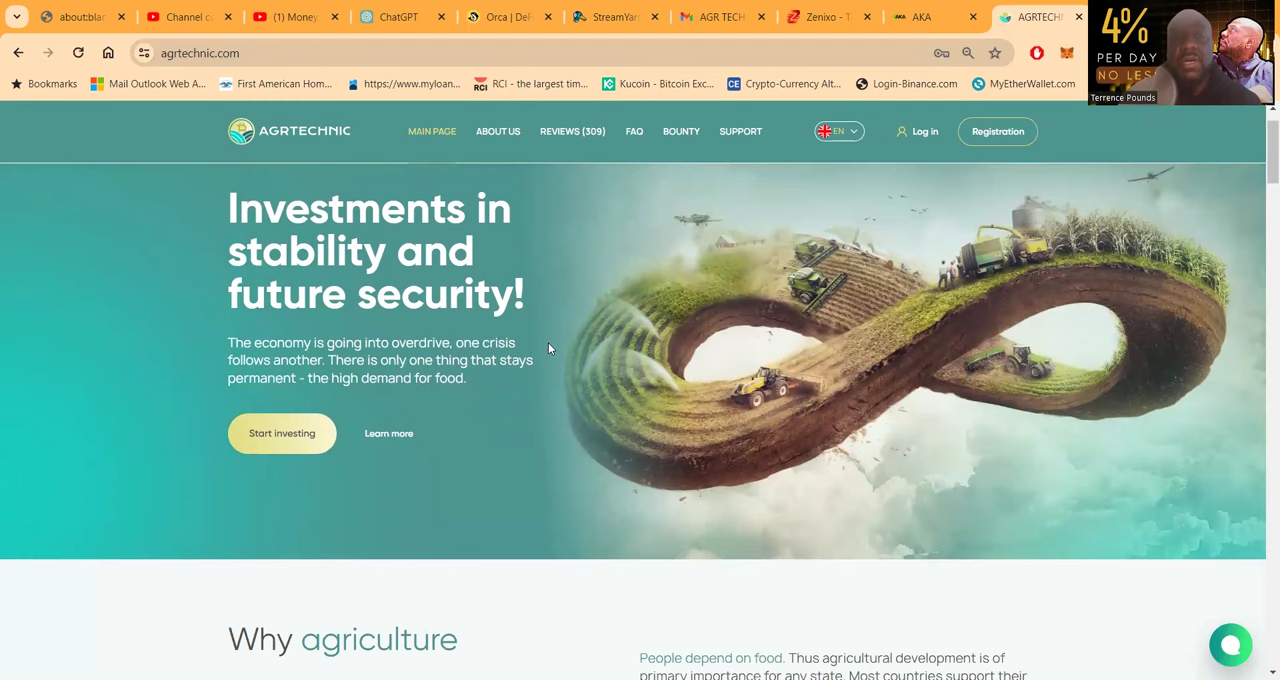 about:blar
Channel c
(1) Money
ChatGPT
Orca | DeF
StreamYar
AGR TECH
Zenixo - T
AKA
AKA
AGRTECHN
agrtechnic.com
Bookmarks
Mail Outlook Web A...
First American Hom...
https://www.myloan...
RCI
RCI - the largest tim...
Kucoin - Bitcoin Exc...
CE
Crypto-Currency Alt...
Login-Binance.com
MyEtherWallet.com
4%
PER DAY
NO LES
Terrence Pounds
AGRTECHNIC
MAIN PAGE
ABOUT US
REVIEWS (309)
FAQ
BOUNTY
SUPPORT
EN
Log in
Registration
Investments in
stability and
future security!
The economy is going into overdrive, one crisis
follows another. There is only one thing that stays
permanent - the high demand for food.
Start investing
Learn more
Why agriculture
People depend on food. Thus agricultural development is of
primary importance for any state. Most countries support their